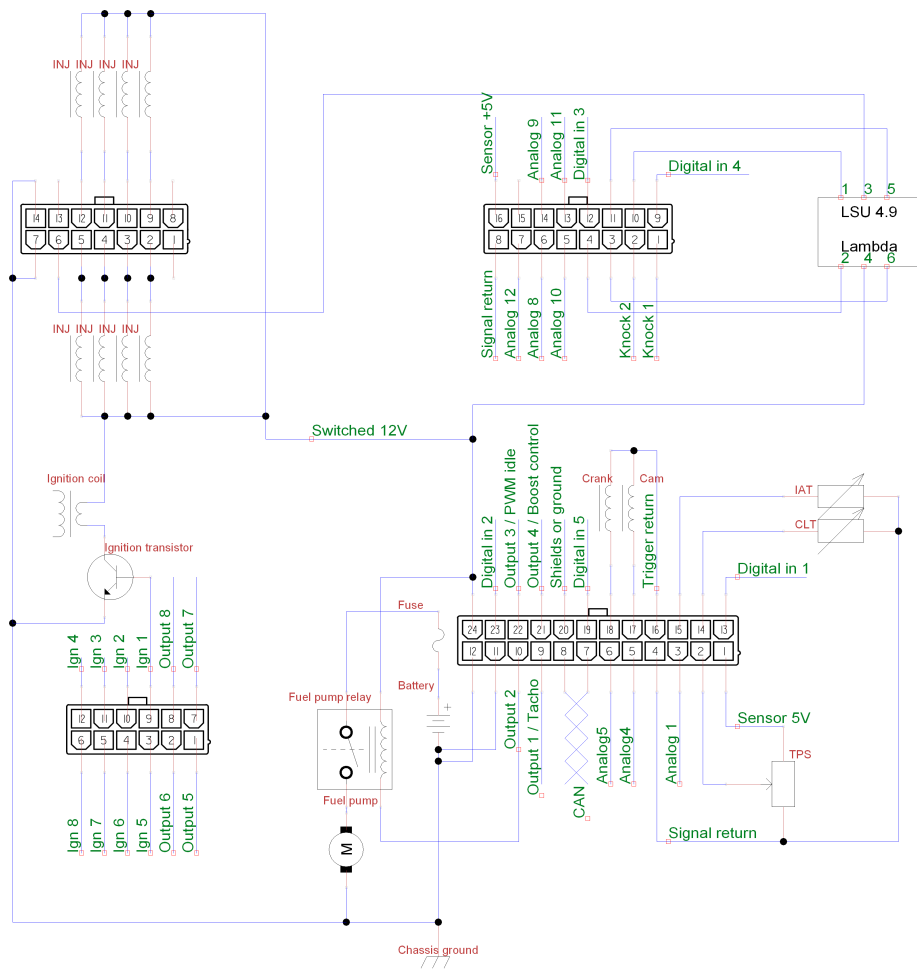 INJ INJ INJ INJ
14 13 12 11 10 9 8
7 6 5 4 3 2 1
INJ INJ INJ INJ
Sensor +5V
Analog 9
Analog 11
Digital in 3
Digital in 4
16 15 14 13 12 11 10 9
8 7 6 5 4 3 2 1
Signal return
Analog 12
Analog 8
Analog 10
Knock 2
Knock 1
1 3 5
LSU 4.9
Lambda
2 4 6
Switched 12V
Ignition coil
Ignition transistor
Ign 4
Ign 3
Ign 2
Ign 1
Output 8
Output 7
12 11 10 9 8 7
6 5 4 3 2 1
Ign 8
Ign 7
Ign 6
Ign 5
Output 6
Output 5
Crank
Cam
IAT
CLT
Digital in 2
Output 3 / PWM idle
Output 4 / Boost control
Shields or ground
Digital in 5
Trigger return
Digital in 1
Fuse
24 23 22 21 20 19 18 17 16 15 14 13
12 11 10 9 8 7 6 5 4 3 2 1
Battery
+
Fuel pump relay
Fuel pump
M
Output 2
Output 1 / Tacho
CAN
Analog5
Analog4
Analog 1
Sensor 5V
TPS
Signal return
Chassis ground